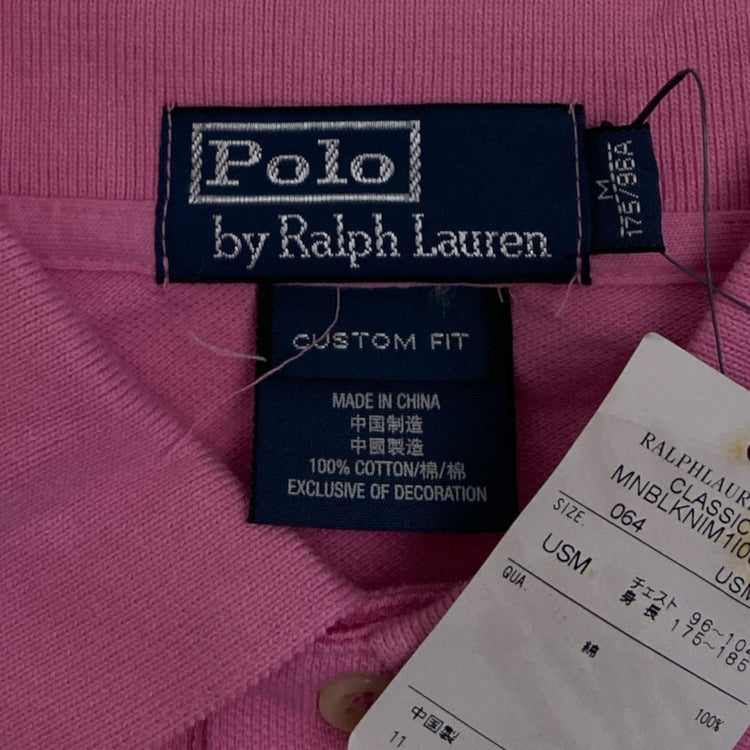 Polo
by Ralph Lauren
M
175/96A
CUSTOM FIT
MADE IN CHINA
中国制造
中國製造
100% COTTON/棉/棉
EXCLUSIVE OF DECORATION
RALPHLAUR
CLASSIC
MNBLKNIM1I0
SIZE. 064 USM
USM
チェスト 96~104
身長 175~185
QUA.
綿 100%
中国製
11